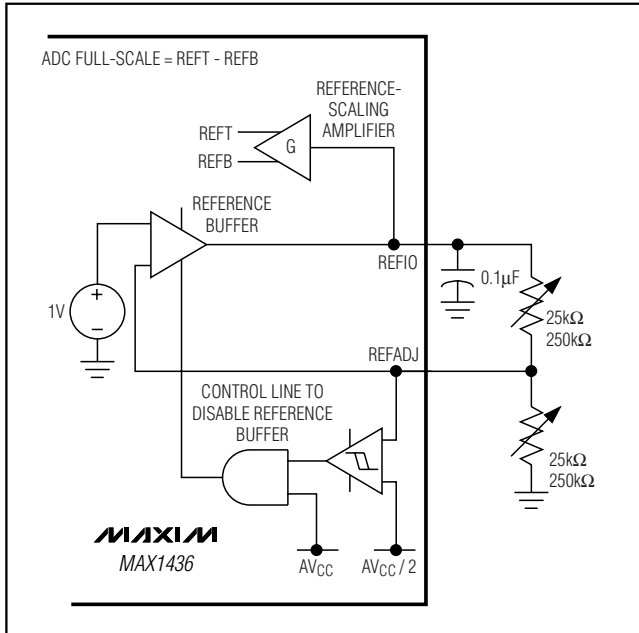 ADC FULL-SCALE = REFT - REFB
REFERENCE-
SCALING
AMPLIFIER
REFT
REFB
G
REFERENCE
BUFFER
REFIO
0.1µF
1V
+
−
25kΩ
250kΩ
REFADJ
CONTROL LINE TO
DISABLE REFERENCE
BUFFER
25kΩ
250kΩ
MAXIM
MAX1436
AVCC
AVCC / 2